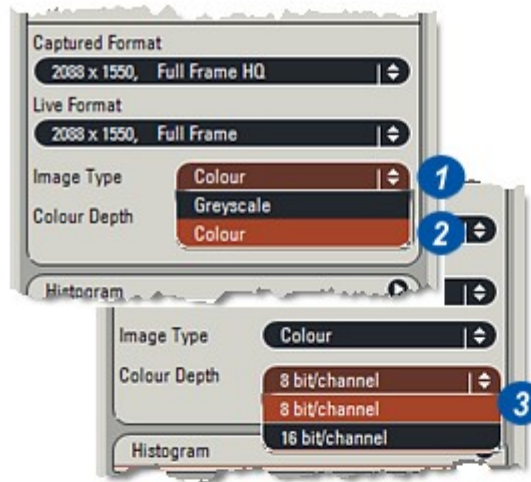 Captured Format
2088 x 1550, Full Frame HQ
Live Format
2088 x 1550, Full Frame
Image Type Colour 1
Greyscale
Colour Depth Colour 2
Histogram
Image Type Colour
Colour Depth 8 bit/channel
8 bit/channel 3
16 bit/channel
Histogram